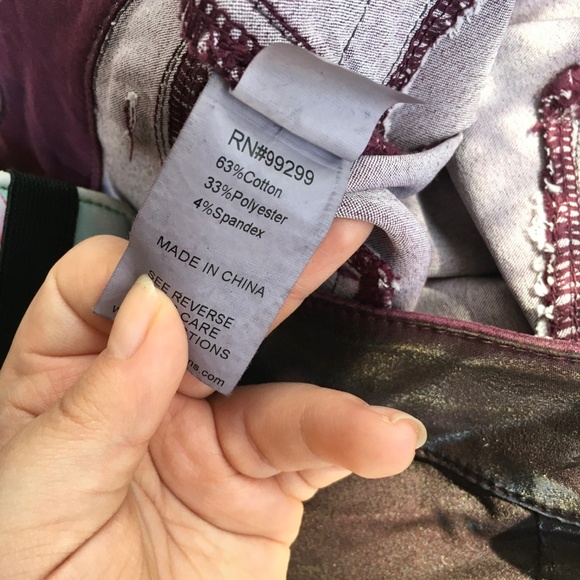 RN#99299
63%Cotton
33%Polyester
4%Spandex
MADE IN CHINA
SEE REVERSE
CARE